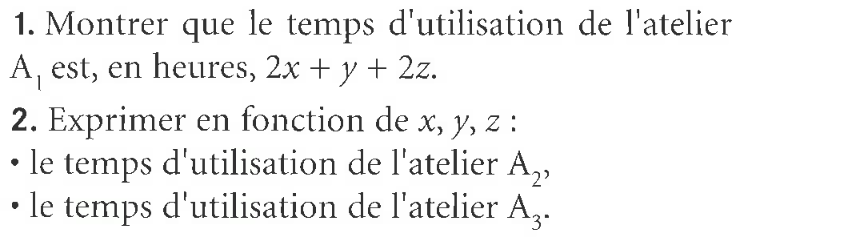 1. Montrer que le temps d'utilisation de l'atelier
A₁ est, en heures, 2x + y + 2z.
2. Exprimer en fonction de x, y, z :
• le temps d'utilisation de l'atelier A₂,
• le temps d'utilisation de l'atelier A₃.